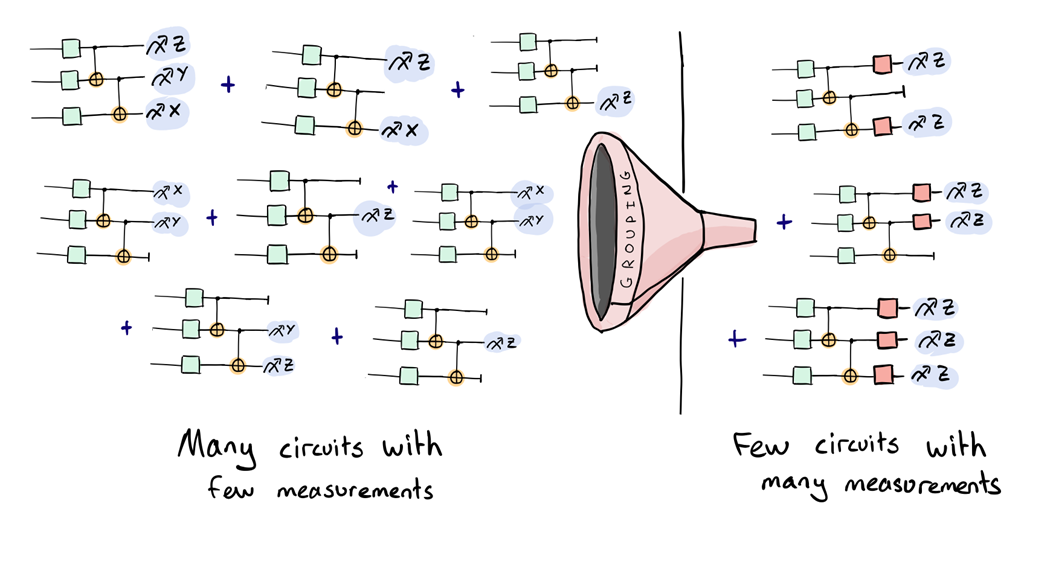 Z + Z +
Y
X X Z
X + X
Y + Z Y
+ Y + Z
Z
GROUPING
Z
Z
+ Z
Z
+ Z
Z
Z
Many circuits with
few measurements
Few circuits with
many measurements